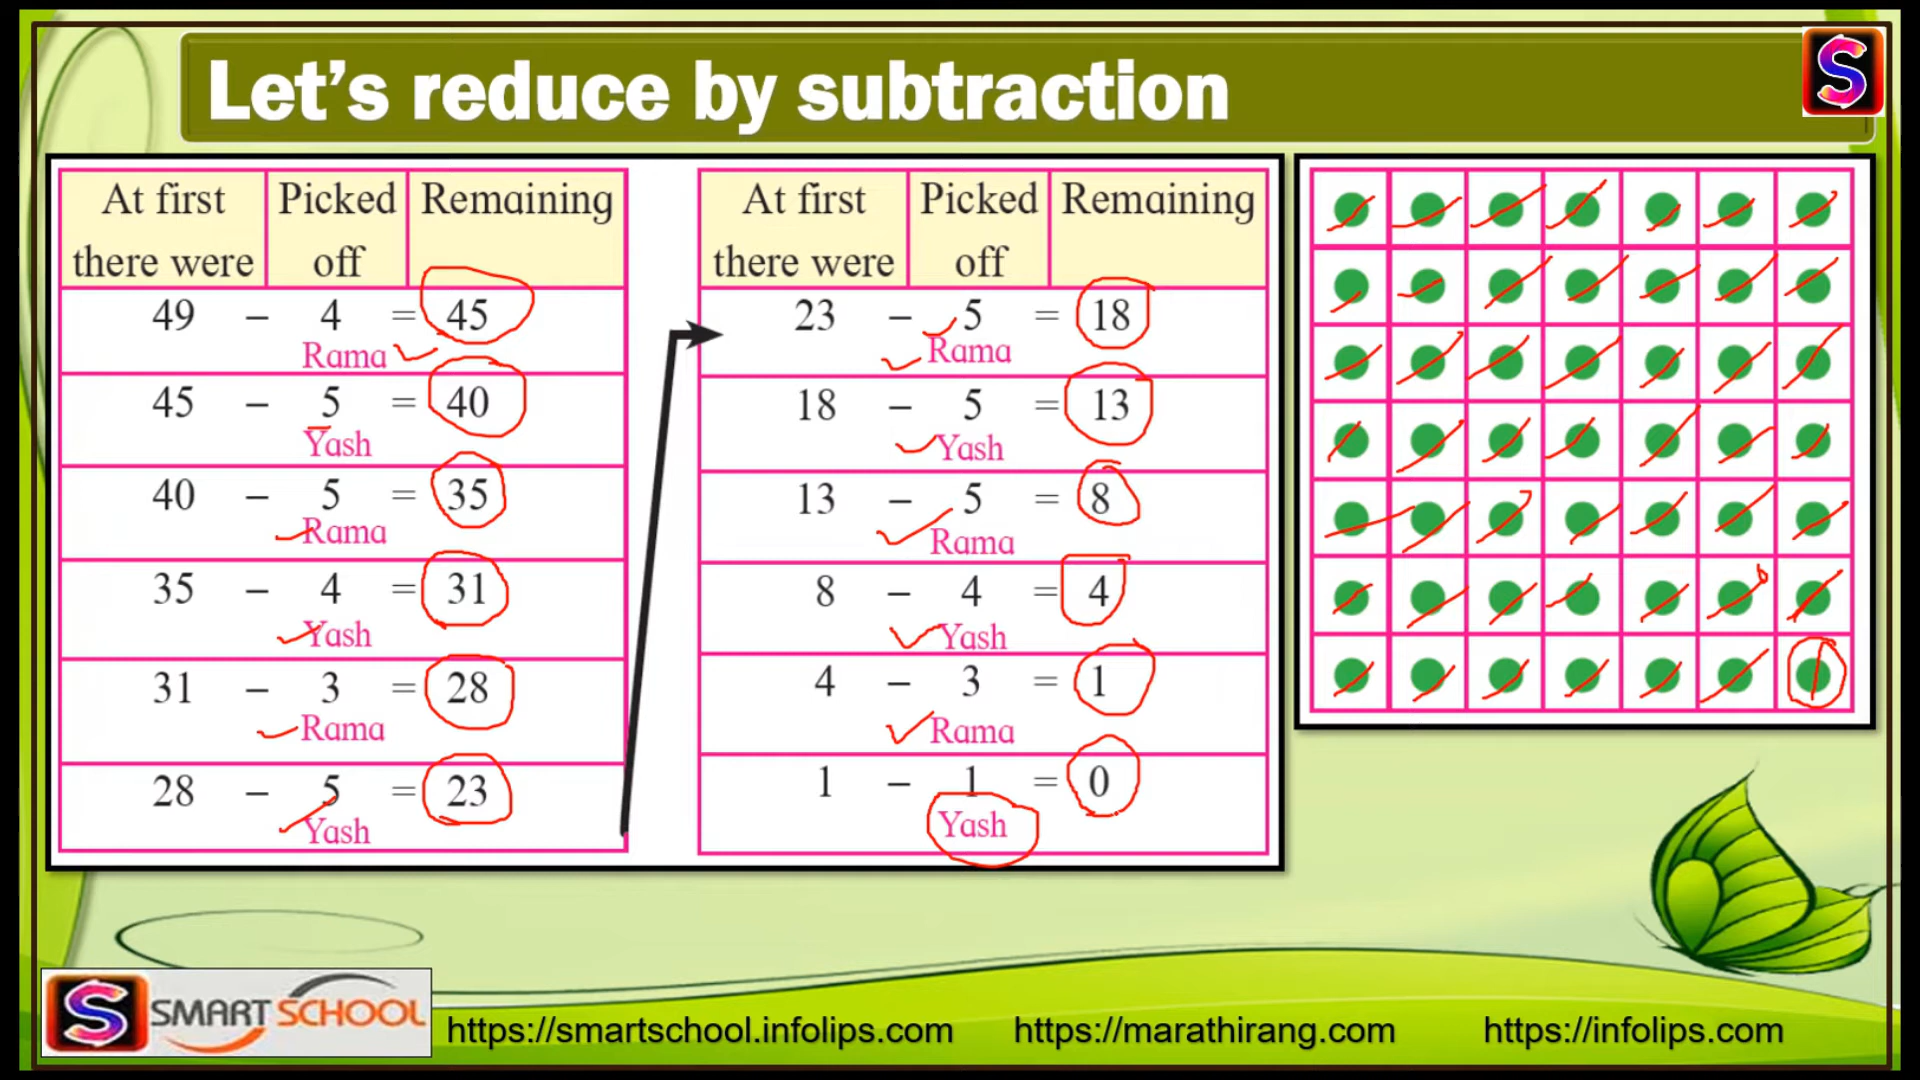 Let's reduce by subtraction
S
At first there were Picked off Remaining
49 – 4 = 45
Rama
45 – 5 = 40
Yash
40 – 5 = 35
Rama
35 – 4 = 31
Yash
31 – 3 = 28
Rama
28 – 5 = 23
Yash
At first there were Picked off Remaining
23 – 5 = 18
Rama
18 – 5 = 13
Yash
13 – 5 = 8
Rama
8 – 4 = 4
Yash
4 – 3 = 1
Rama
1 – 1 = 0
Yash
S SMART SCHOOL
https://smartschool.infolips.com https://marathirang.com https://infolips.com